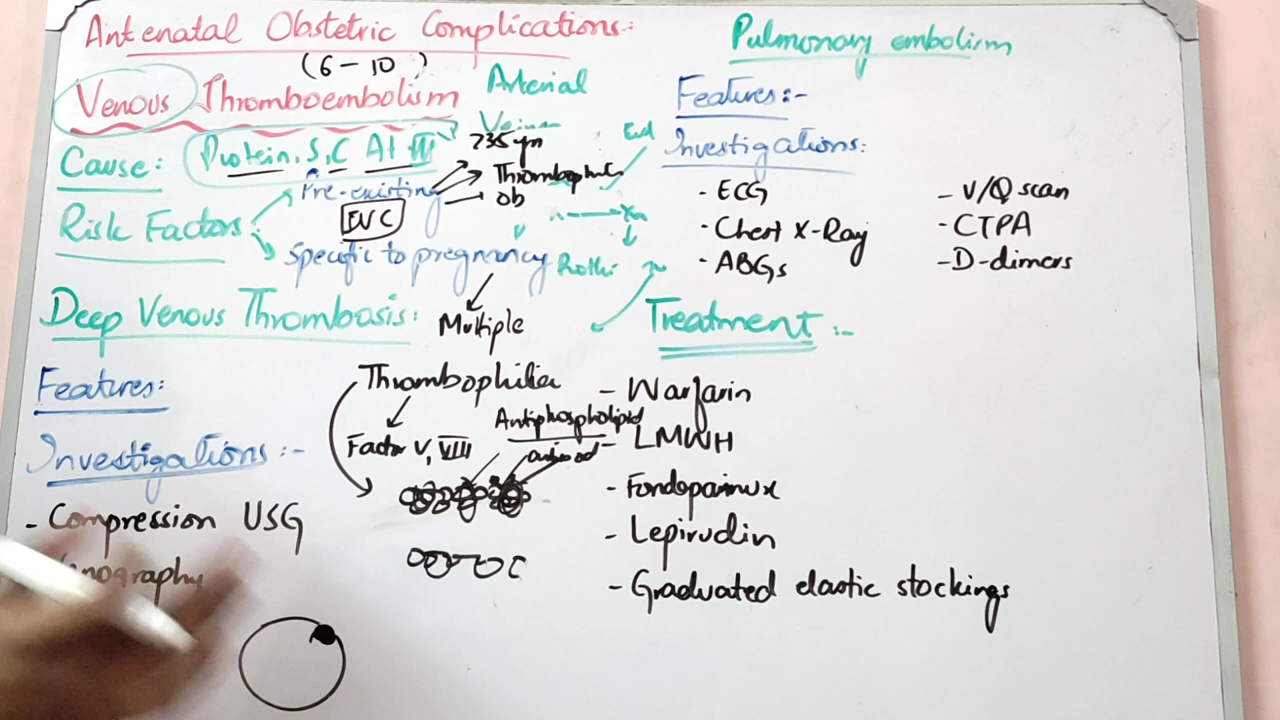 Antenatal Obstetric Complications:-
(6-10)
Venous Thromboembolism
Arterial
Cause: Protein, S, C At III
>35 yn
Pre-existing
Thrombophilic
ob
EVC
Risk Factors
Specific to pregnancy
Multiple
Deep Venous Thrombosis:
Features:
Thrombophilia
Factor V, VIII
Antiphospholipid
Investigations:-
- Compression USG
Pulmonary embolism
Features:-
Investigations:
- ECG
- Chest X-Ray
- ABGs
- V/Q scan
- CTPA
- D-dimers
Treatment:-
- Warfarin
- LMWH
- Fondaparinux
- Lepirudin
- Graduated elastic stockings